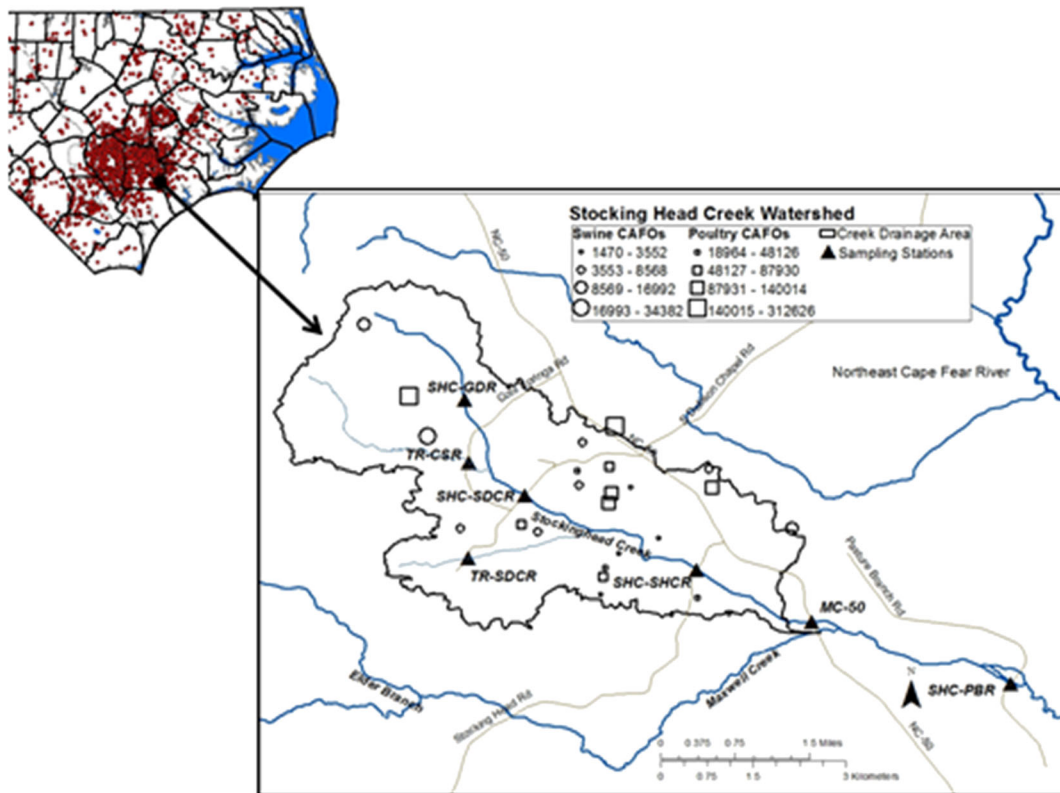 Stocking Head Creek Watershed
Swine CAFOs
Poultry CAFOs
Creek Drainage Area
1470 - 3552
18964 - 48126
Sampling Stations
3553 - 8568
48127 - 87930
8569 - 16992
87931 - 140014
16993 - 34382
140015 - 312626
NC-50
Northeast Cape Fear River
Chapel Rd
SHC-GDR
TR-CSR
SHC-SDCR
Stockinghead Creek
TR-SDCR
SHC-SHCR
Pasture Branch Rd
MC-50
Elder Branch
Maxwell Creek
SHC-PBR
Stocking Head Rd
N
NC-50
0 0.375 0.75 1.5 Miles
0 0.75 1.5 3 Kilometers